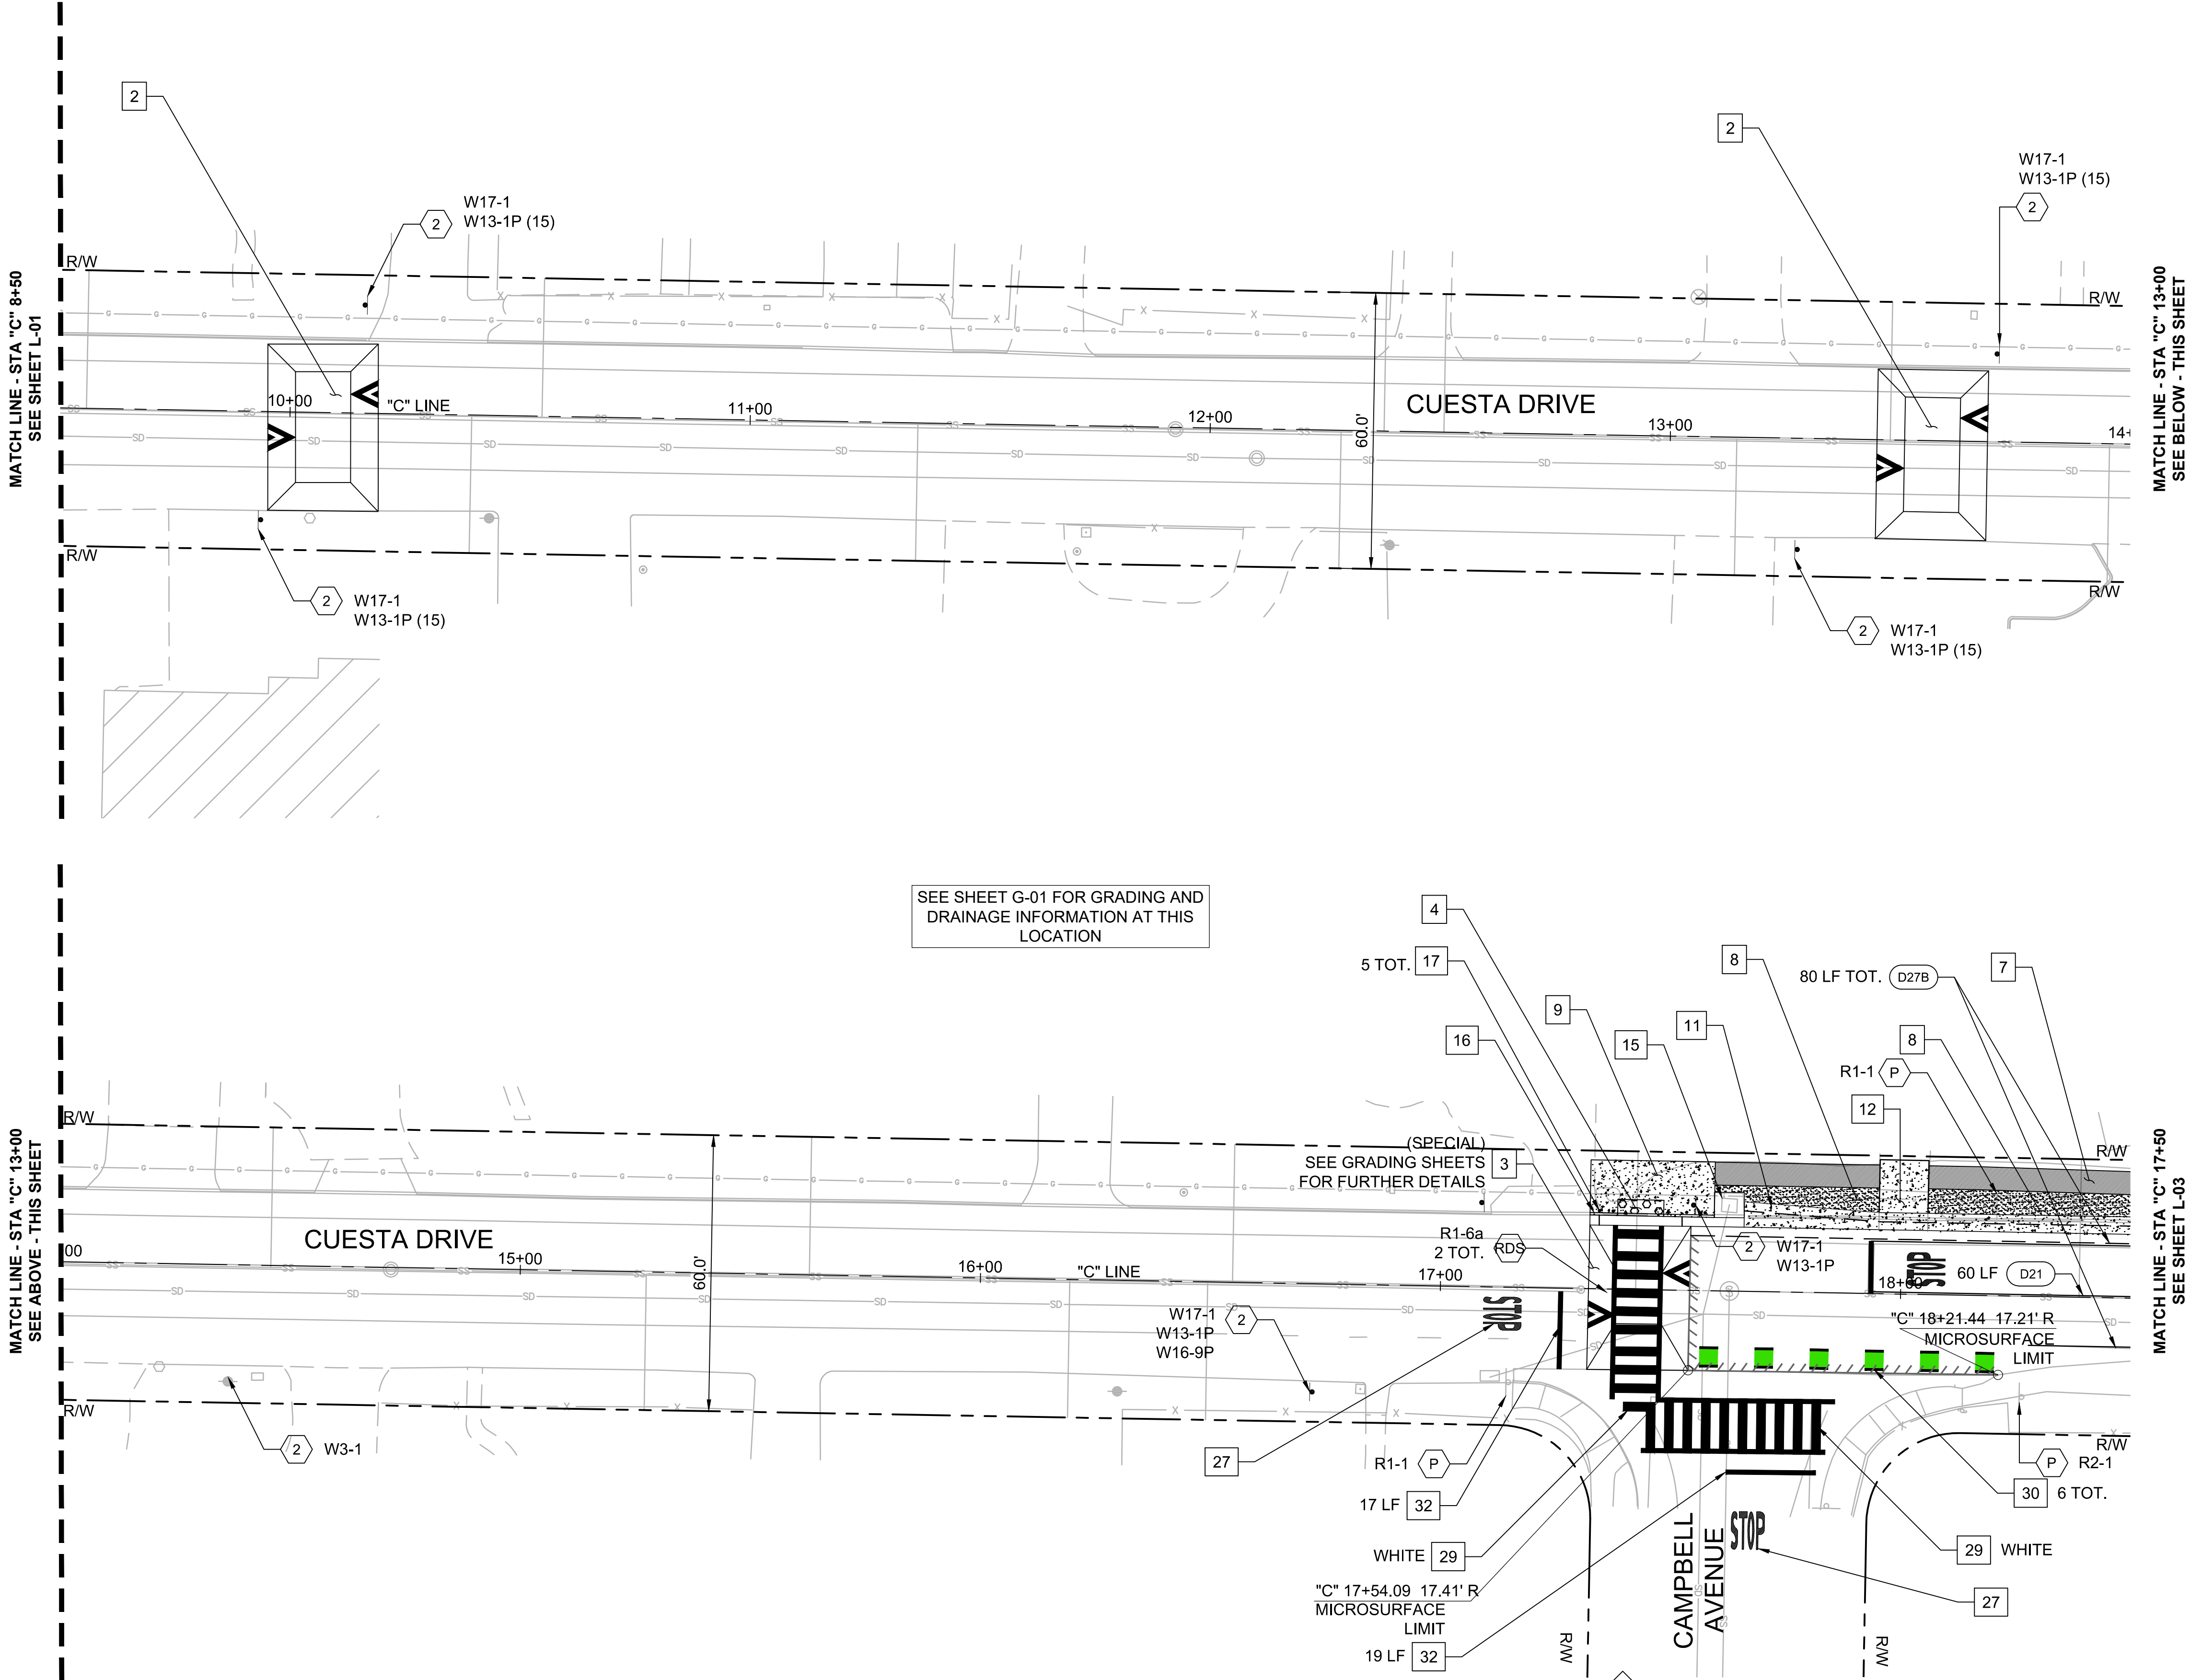 2
2
W17-1
W13-1P (15)
2
W17-1
W13-1P (15)
2
MATCH LINE - STA "C" 8+50
SEE SHEET L-01
R/W
R/W
MATCH LINE - STA "C" 13+00
SEE BELOW - THIS SHEET
10+00
"C" LINE
11+00
12+00
CUESTA DRIVE
13+00
14+
60.0'
R/W
R/W
2
W17-1
W13-1P (15)
2
W17-1
W13-1P (15)
SEE SHEET G-01 FOR GRADING AND
DRAINAGE INFORMATION AT THIS
LOCATION
4
5 TOT. 17
8
80 LF TOT. D27B
7
9
16
15
11
8
R1-1 P
12
MATCH LINE - STA "C" 13+00
SEE ABOVE - THIS SHEET
R/W
(SPECIAL)
SEE GRADING SHEETS
FOR FURTHER DETAILS
3
R/W
MATCH LINE - STA "C" 17+50
SEE SHEET L-03
CUESTA DRIVE
00
15+00
60.0'
16+00
"C" LINE
17+00
R1-6a
2 TOT.
RDS
2
W17-1
W13-1P
STOP
60 LF D21
STOP
W17-1
W13-1P
W16-9P
2
"C" 18+21.44 17.21' R
MICROSURFACE
LIMIT
R/W
2 W3-1
27
R1-1 P
17 LF 32
R/W
P R2-1
30 6 TOT.
WHITE 29
CAMPBELL
AVENUE
STOP
29 WHITE
"C" 17+54.09 17.41' R
MICROSURFACE
LIMIT
27
19 LF 32
R/W
R/W